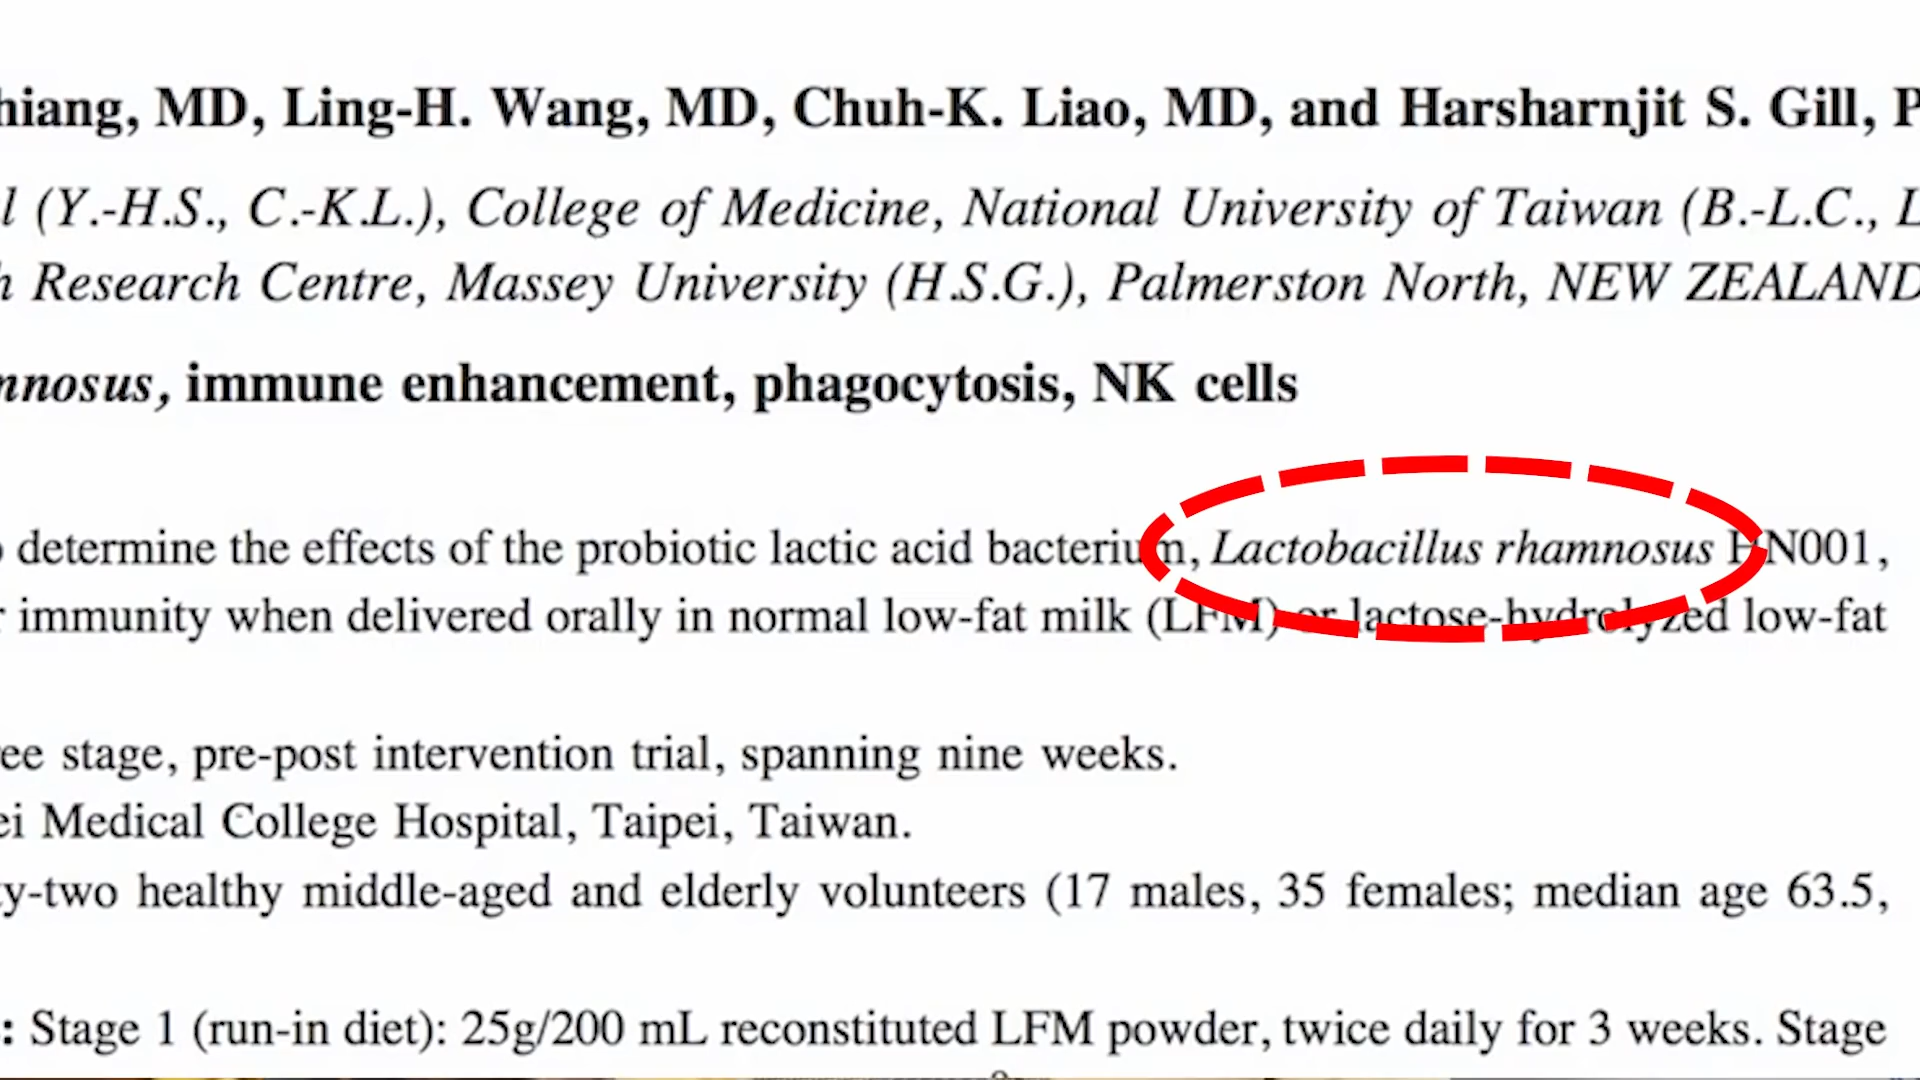 hiang, MD, Ling-H. Wang, MD, Chuh-K. Liao, MD, and Harsharnjit S. Gill, P
l (Y.-H.S., C.-K.L.), College of Medicine, National University of Taiwan (B.-L.C., L
h Research Centre, Massey University (H.S.G.), Palmerston North, NEW ZEALAND
mnosus, immune enhancement, phagocytosis, NK cells
determine the effects of the probiotic lactic acid bacterium, Lactobacillus rhamnosus HN001,
r immunity when delivered orally in normal low-fat milk (LFM) or lactose-hydrolyzed low-fat
ee stage, pre-post intervention trial, spanning nine weeks.
ei Medical College Hospital, Taipei, Taiwan.
y-two healthy middle-aged and elderly volunteers (17 males, 35 females; median age 63.5,
: Stage 1 (run-in diet): 25g/200 mL reconstituted LFM powder, twice daily for 3 weeks. Stage